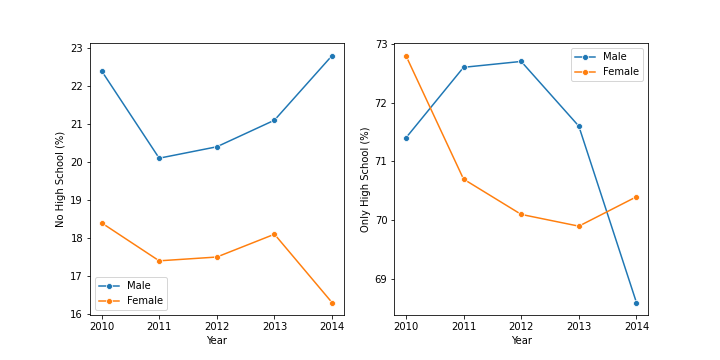 23
22
21
20
19
18
17
16
No High School (%)
Male
Female
2010 2011 2012 2013 2014
Year
73
72
71
70
69
Only High School (%)
Male
Female
2010 2011 2012 2013 2014
Year